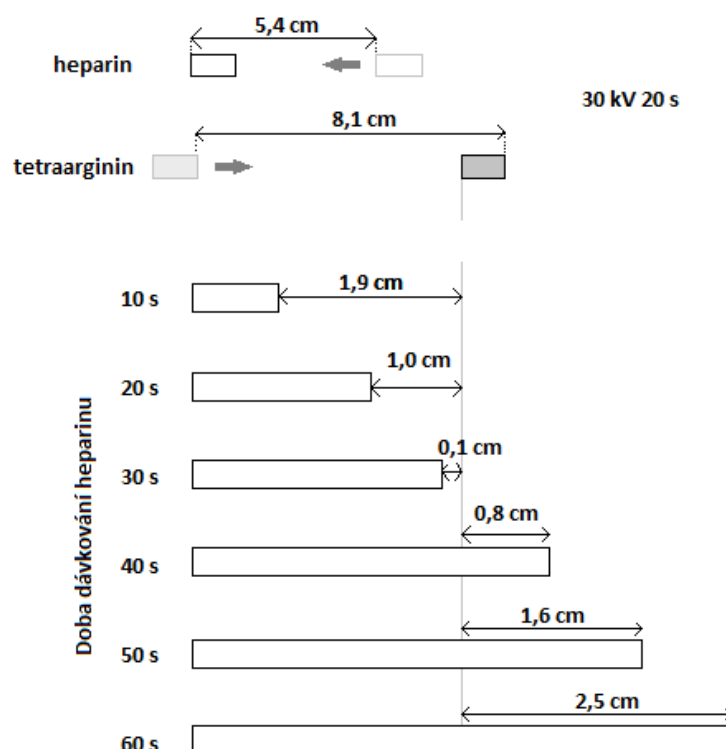 5,4 cm
heparin
30 kV 20 s
8,1 cm
tetraarginin
1,9 cm
10 s
1,0 cm
20 s
0,1 cm
30 s
0,8 cm
40 s
1,6 cm
50 s
2,5 cm
60 s
Doba dávkování heparinu